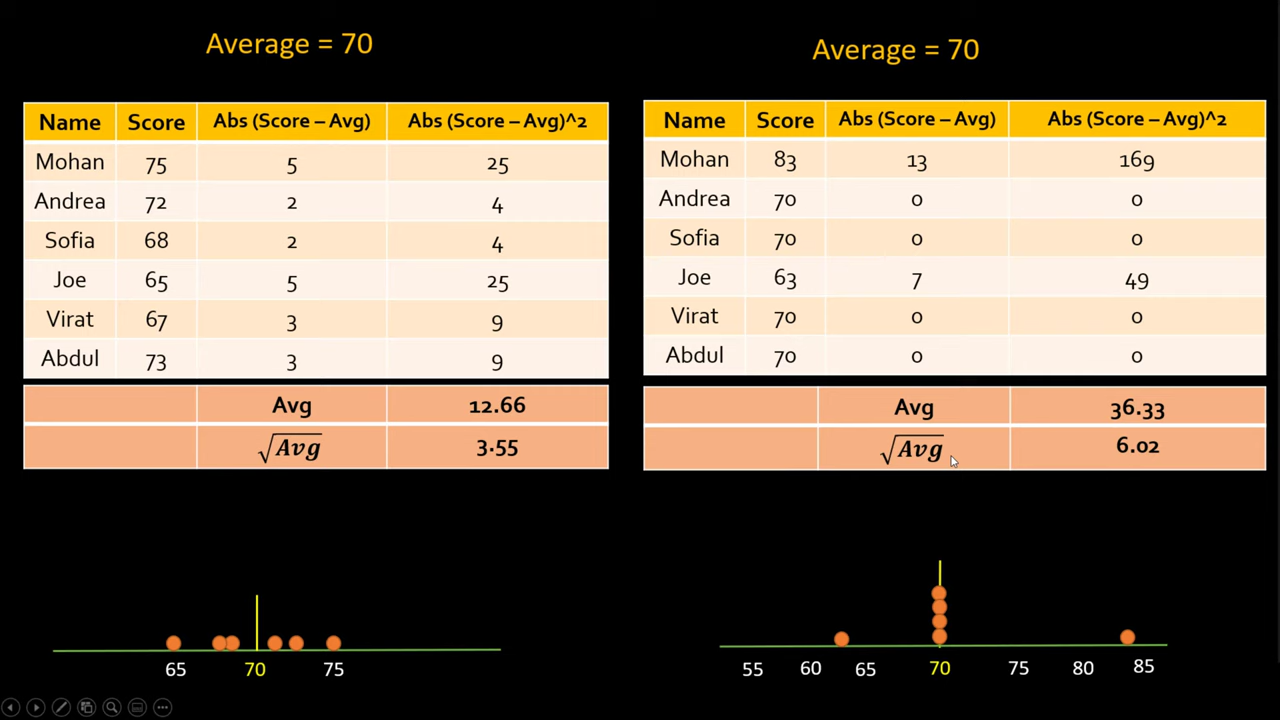 Average = 70
Name Score Abs (Score – Avg) Abs (Score – Avg)^2
Mohan 75 5 25
Andrea 72 2 4
Sofia 68 2 4
Joe 65 5 25
Virat 67 3 9
Abdul 73 3 9
Avg 12.66
√Avg 3.55
65 70 75
Average = 70
Name Score Abs (Score – Avg) Abs (Score – Avg)^2
Mohan 83 13 169
Andrea 70 0 0
Sofia 70 0 0
Joe 63 7 49
Virat 70 0 0
Abdul 70 0 0
Avg 36.33
√Avg 6.02
55 60 65 70 75 80 85